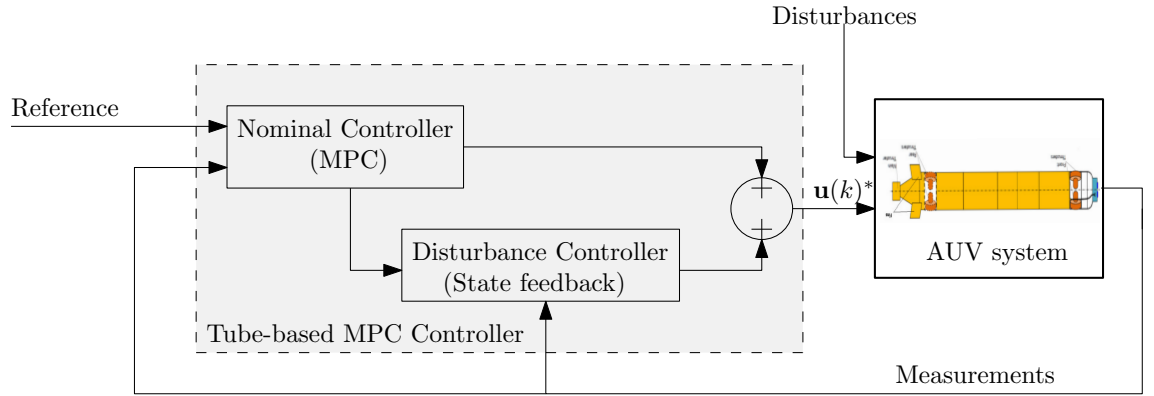 Disturbances
Reference
Nominal Controller
(MPC)
+
u(k)*
+
Disturbance Controller
(State feedback)
AUV system
Tube-based MPC Controller
Measurements